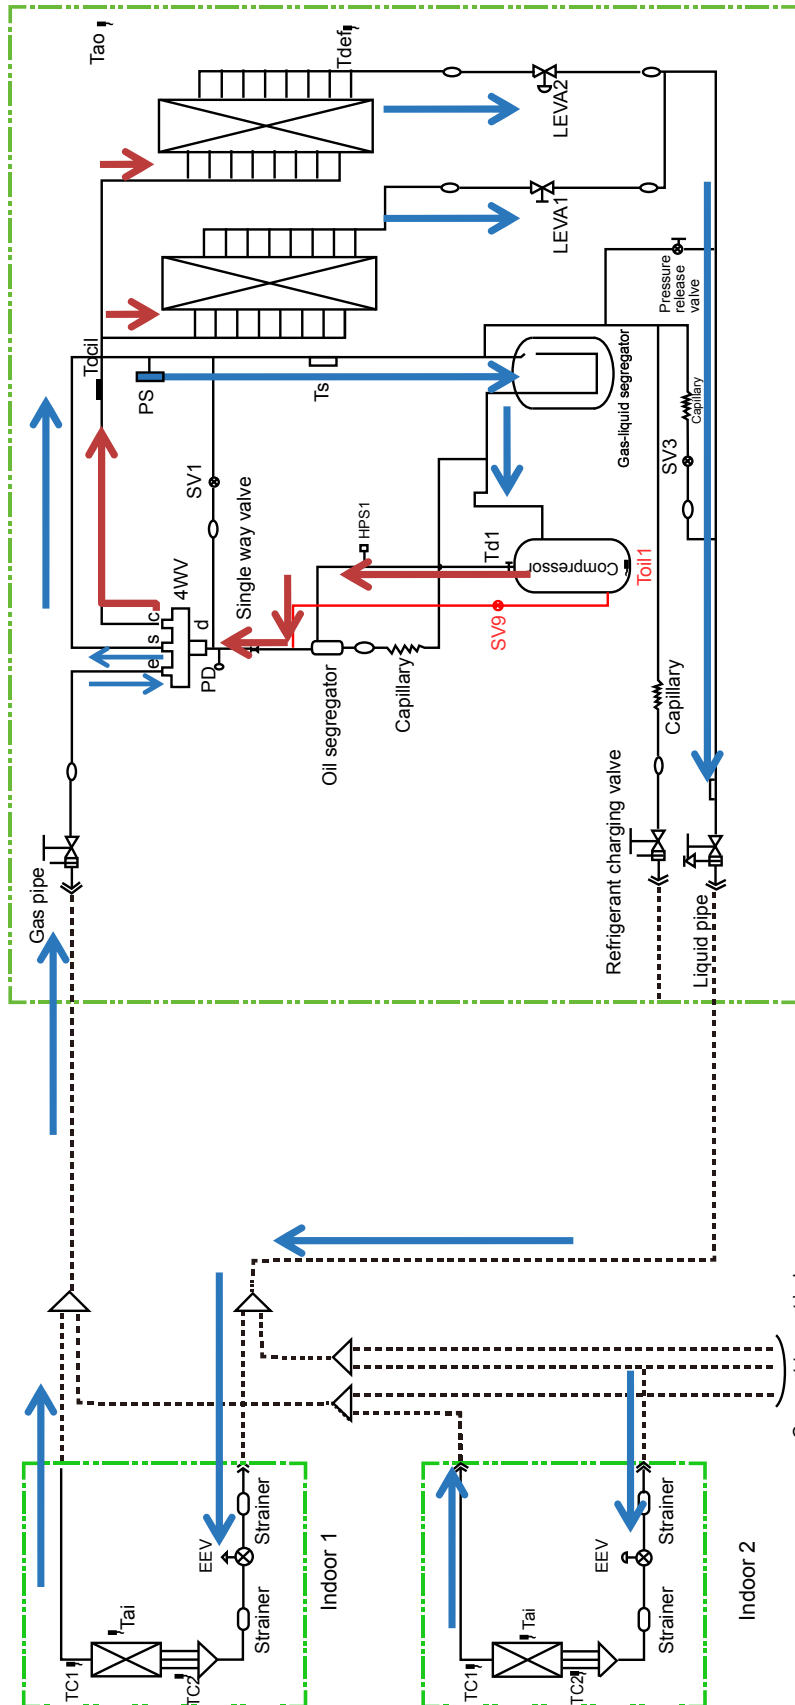 Tao
Tdef
LEVA2
LEVA1
Pressure
release
valve
Tocil
PS
Ts
Gas-liquid segregator
Capillary
SV3
SV1
Single way valve
HPS1
Td1
Compressor
Toil1
SV9
4WV
c
s
e
d
PD
Oil segregator
Capillary
Capillary
Gas pipe
Refrigerant charging valve
Liquid pipe
EEV
Strainer
Strainer
Tai
TC1
TC2
Indoor 1
EEV
Strainer
Strainer
Tai
TC1
TC2
Indoor 2